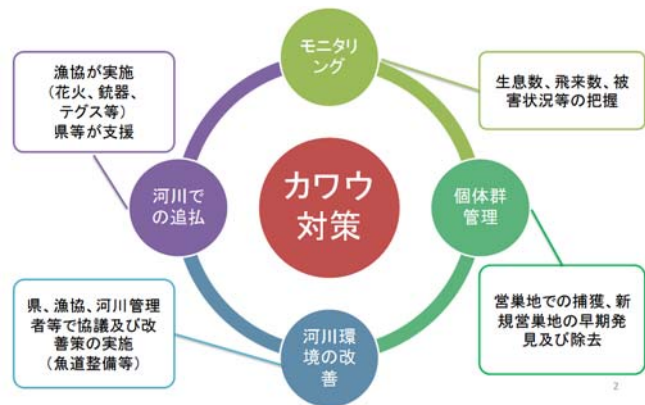 モニタリ
ング
漁協が実施
(花火、銃器、
テグス等)
県等が支援
生息数、飛来数、被
害状況等の把握
河川で
の追払
カワウ
対策
個体群
管理
県、漁協、河川管理
者等で協議及び改
善策の実施
(魚道整備等)
河川環
境の改
善
営巣地での捕獲、新
規営巣地の早期発
見及び除去
2